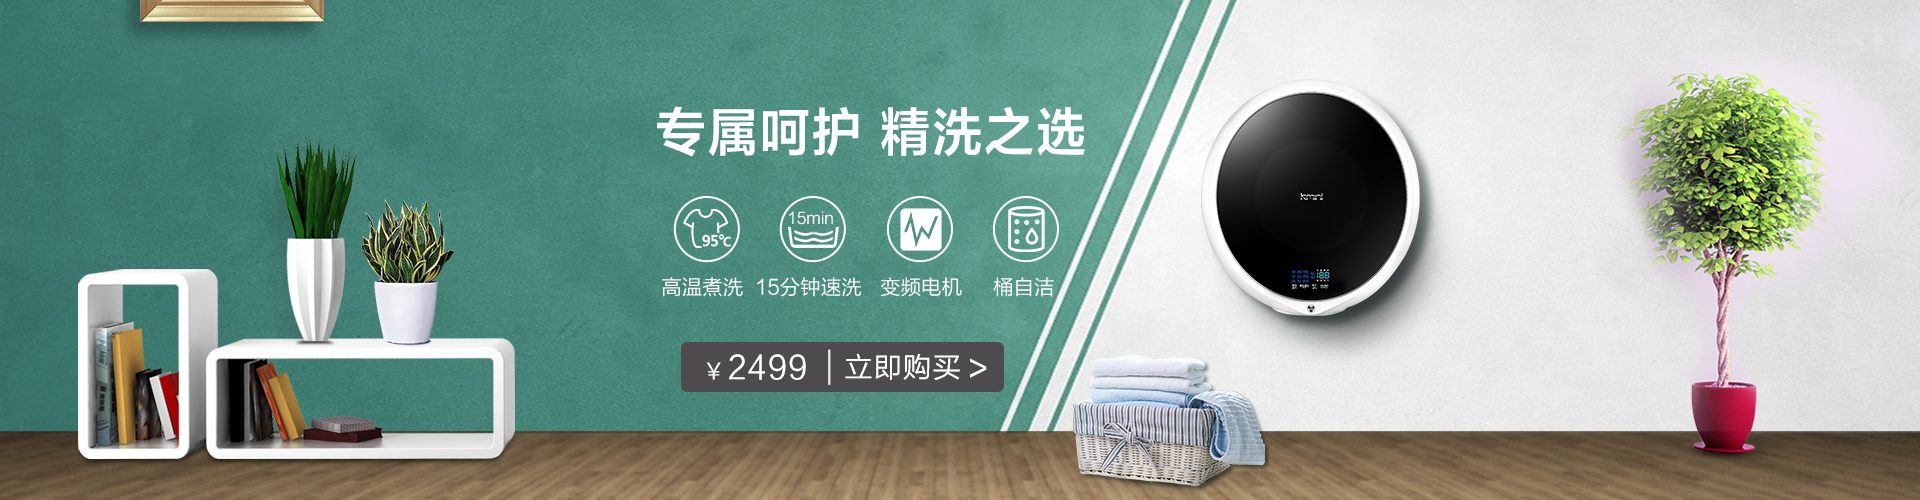 专属呵护 精洗之选
95℃
15min
高温煮洗
15分钟速洗
变频电机
桶自洁
¥ 2499 | 立即购买 >